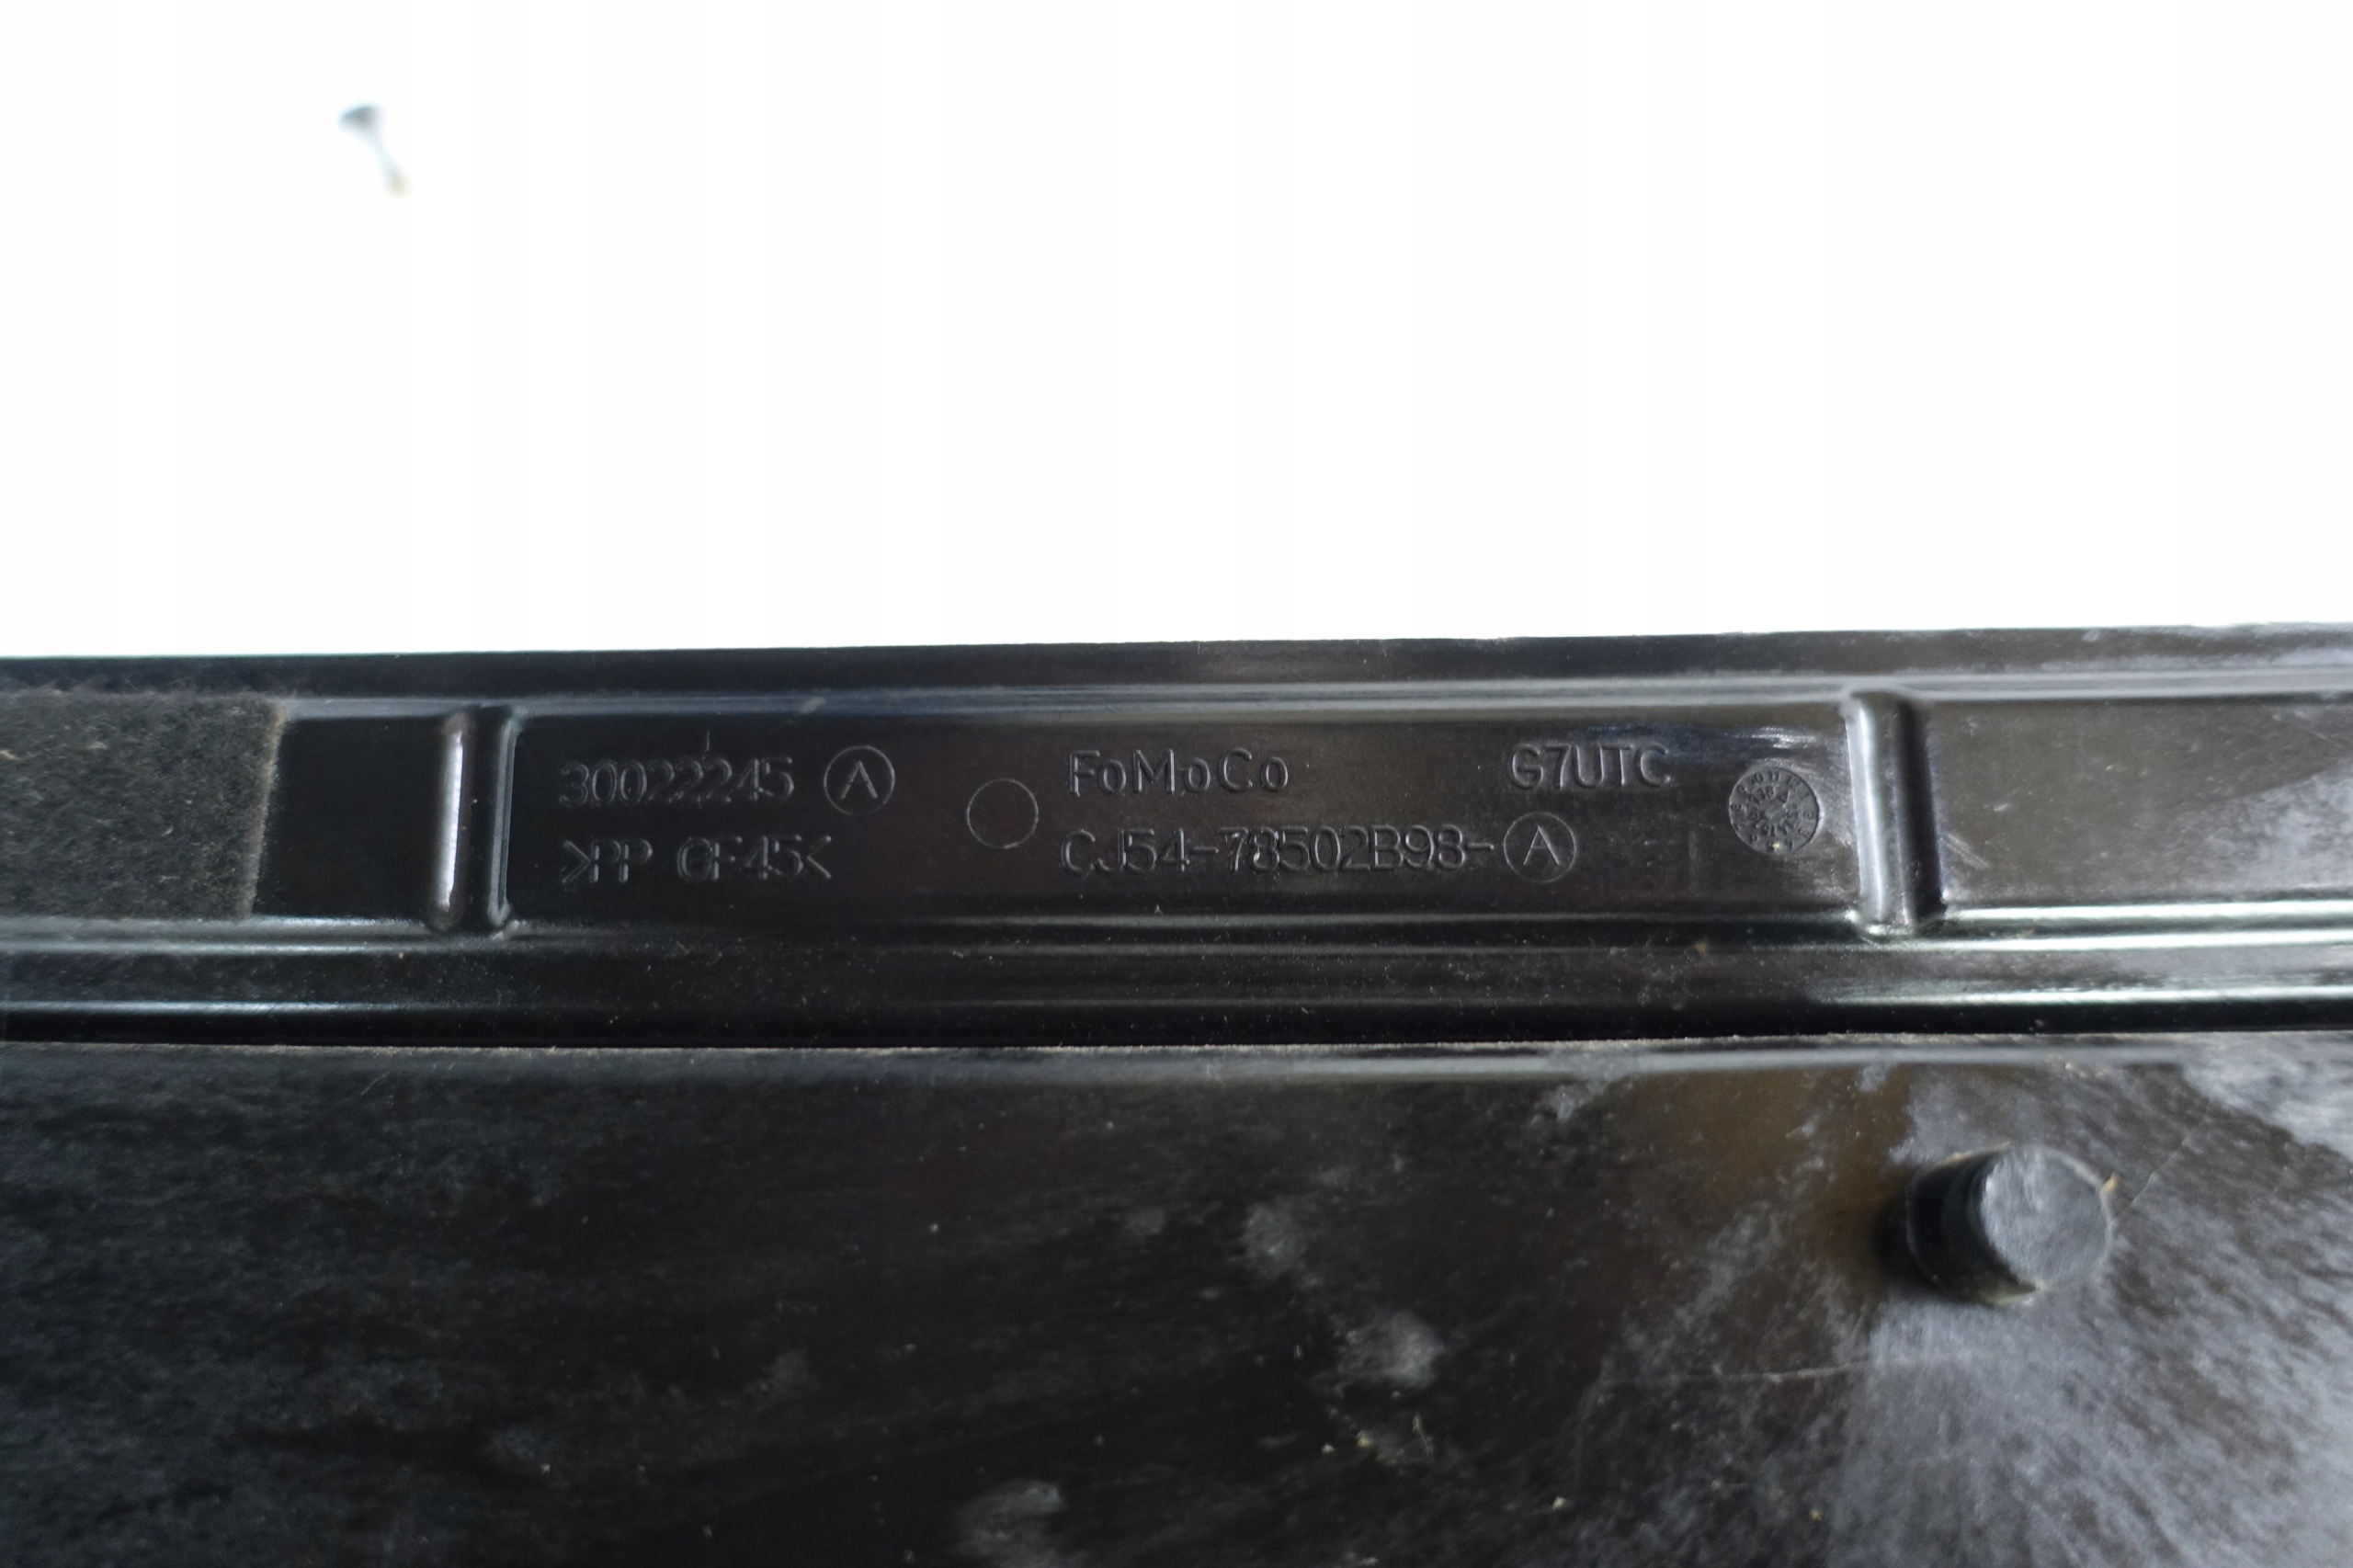 30022245 A
>PP GF45<
FoMoCo G7UTC
CJ54-78502B98-A